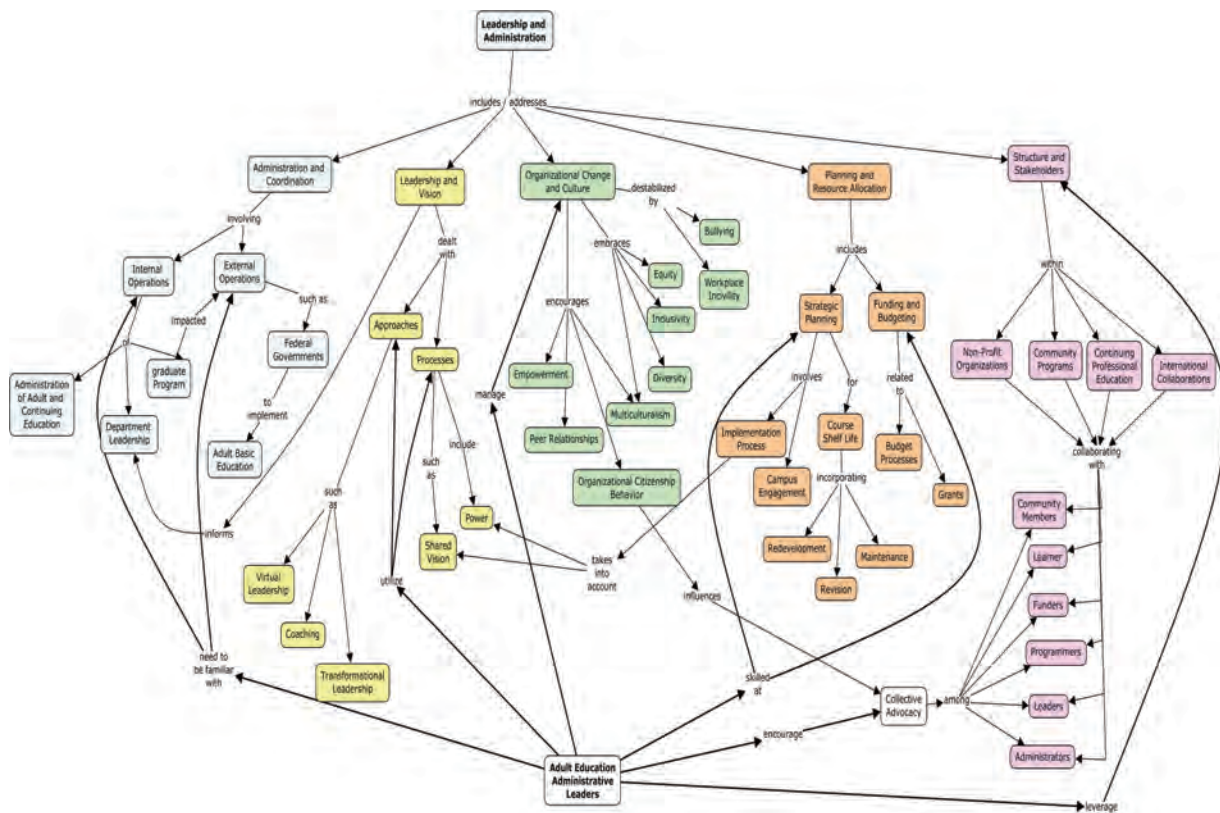 Leadership and
Administration
includes
addresses
Administration and
Coordination
Leadership and
Vision
Organizational Change
and Culture
destabilized
by
Planning and
Resource Allocation
Structure and
Stakeholders
involving
dealt
with
embraces
Bullying
includes
within
Internal
Operations
External
Operations
Equity
Workplace
Incivility
such as
encourages
Inclusivity
Strategic
Planning
Funding and
Budgeting
impacted
Approaches
Federal
Governments
Processes
Non-Profit
Organizations
Community
Programs
Continuing
Professional
Education
International
Collaborations
graduate
Program
Empowerment
Diversity
involves
for
related
to
Administration
of Adult and
Continuing
Education
to
implement
manage
Multiculturalism
Department
Leadership
Adult Basic
Education
Peer Relationships
Implementation
Process
Course
Shelf Life
Budget
Processes
collaborating
with
include
such
as
Organizational Citizenship
Behavior
Campus
Engagement
incorporating
Grants
such
as
Power
Community
Members
informs
Shared
Vision
Redevelopment
Maintenance
Learner
takes
into
account
Virtual
Leadership
utilize
influences
Revision
Funders
Coaching
need to
be familiar
with
Programmers
Transformational
Leadership
skilled
at
Collective
Advocacy
among
Leaders
encourage
Administrators
Adult Education
Administrative
Leaders
leverage